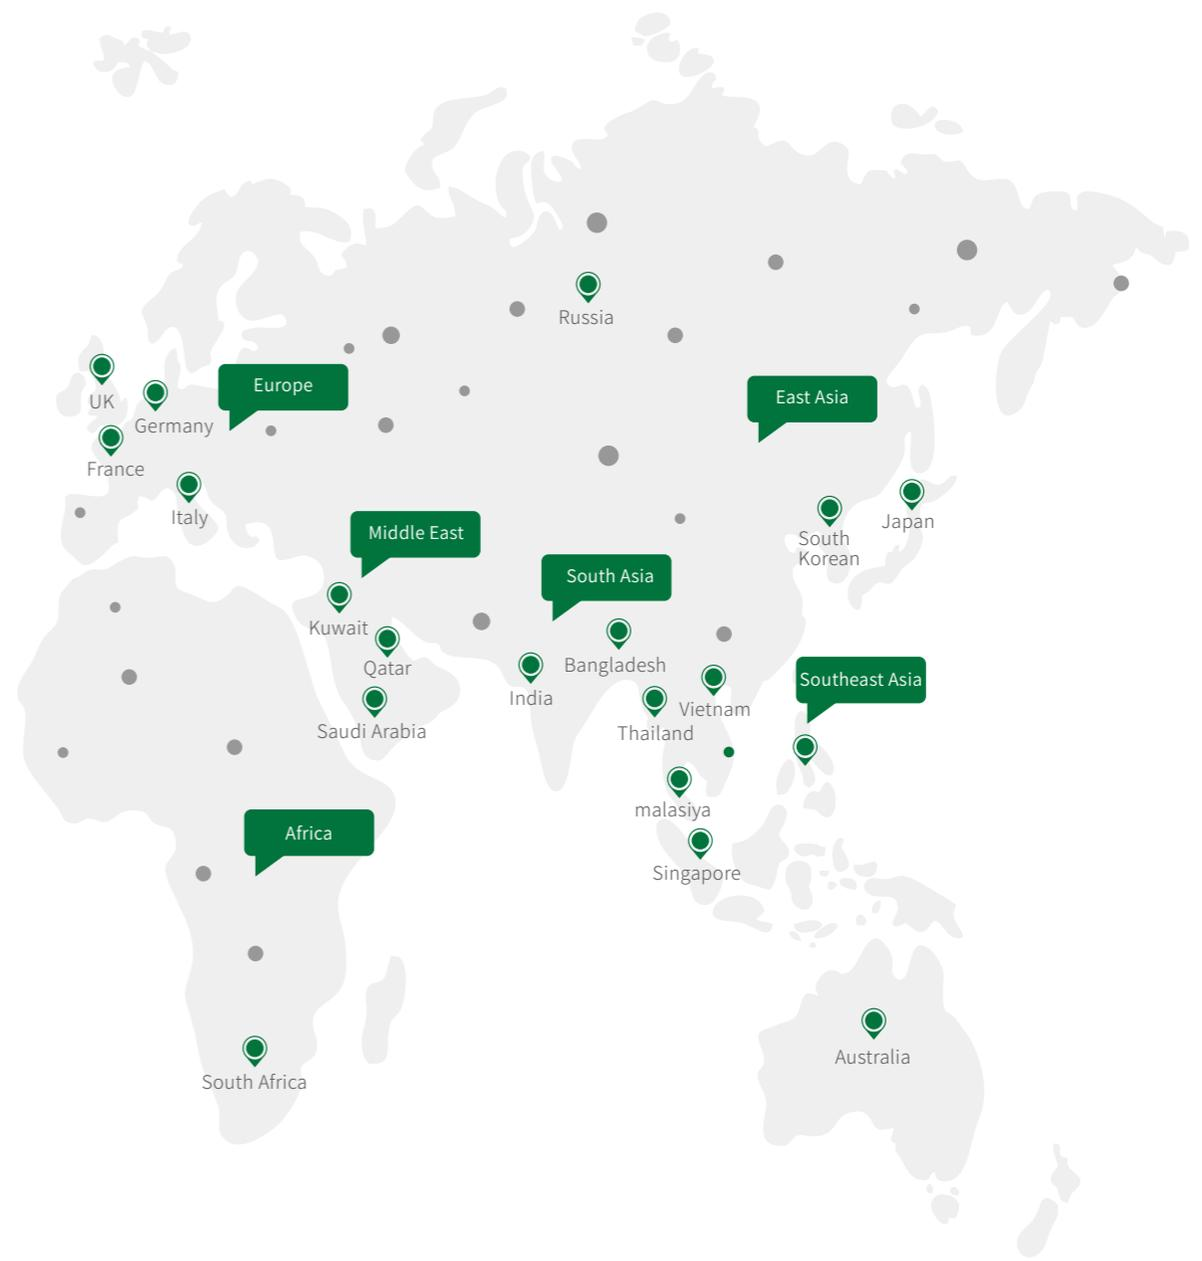 Russia
UK
Europe
East Asia
Germany
France
Italy
Japan
Middle East
South
Korean
South Asia
Kuwait
Qatar
Bangladesh
India
Southeast Asia
Vietnam
Saudi Arabia
Thailand
malasiya
Africa
Singapore
Australia
South Africa